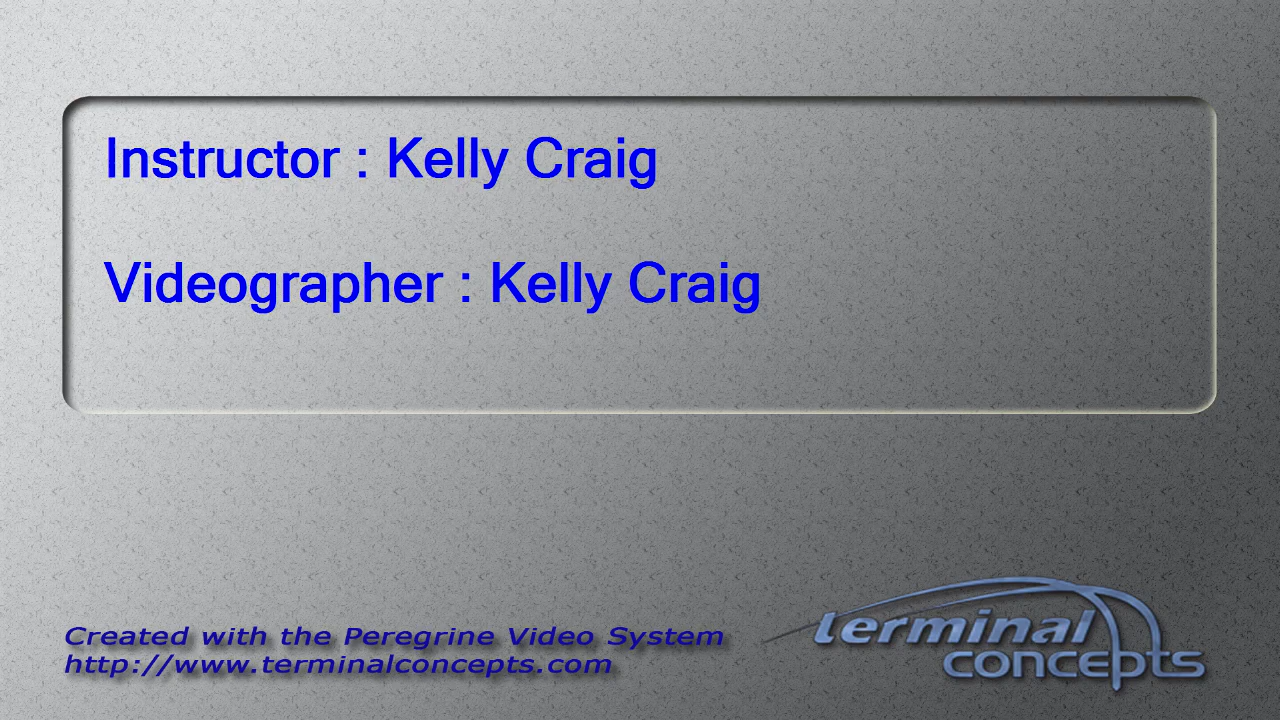 Instructor : Kelly Craig
Videographer : Kelly Craig
Created with the Peregrine Video System
http://www.terminalconcepts.com
terminal
concepts